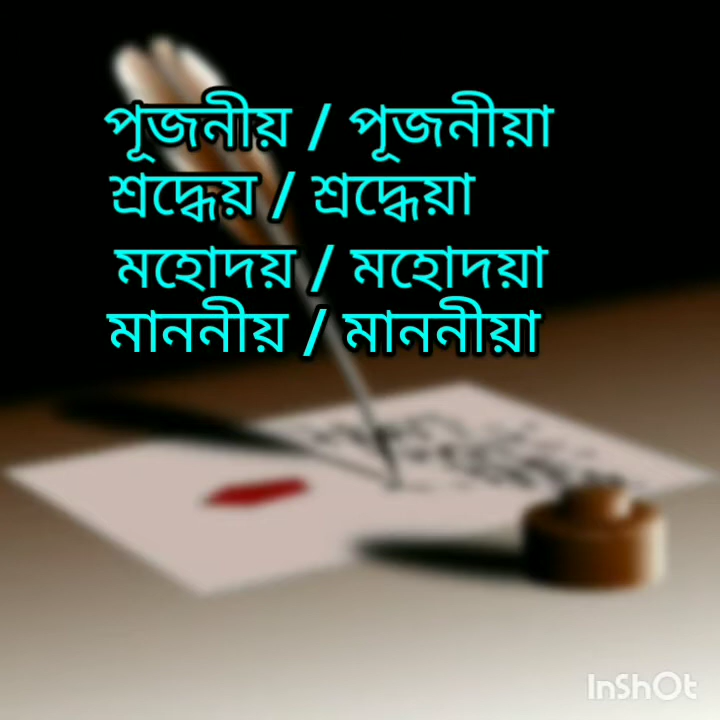 পূজনীয় / পূজনীয়া
শ্রদ্ধেয় / শ্রদ্ধেয়া
মহোদয় / মহোদয়া
মাননীয় / মাননীয়া
InShOt